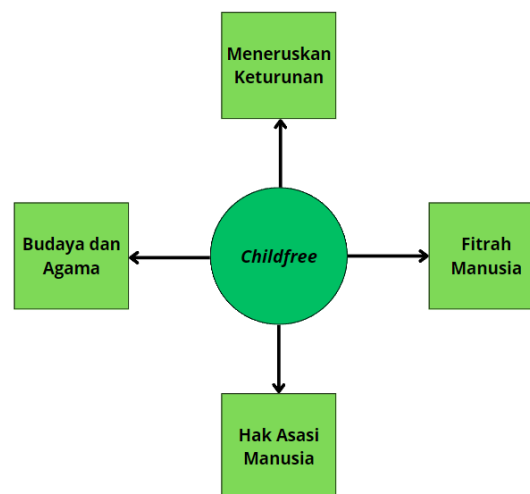 Meneruskan
Keturunan
Budaya dan
Agama
Childfree
Fitrah
Manusia
Hak Asasi
Manusia